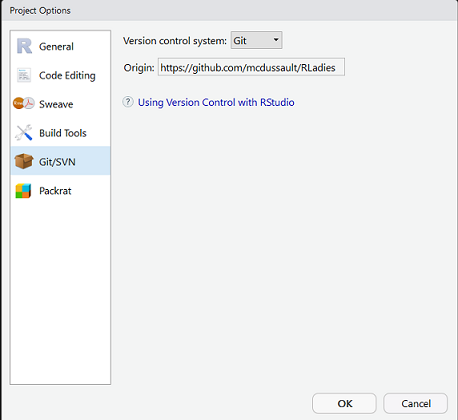 Project Options
General
Code Editing
Sweave
Build Tools
Git/SVN
Packrat
Version control system: Git
Origin: https://github.com/mcdussault/RLadies
? Using Version Control with RStudio
OK Cancel